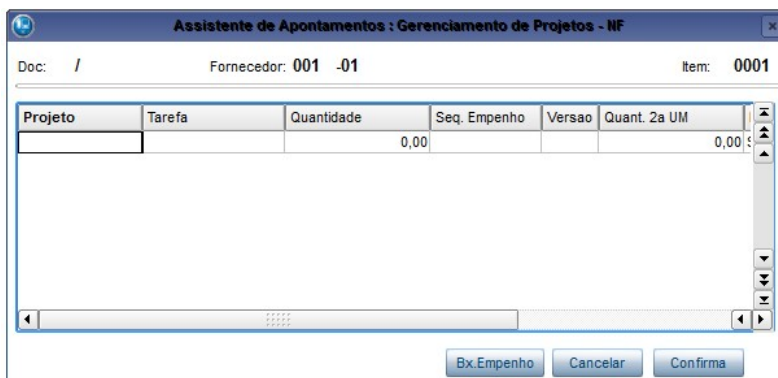 Assistente de Apontamentos : Gerenciamento de Projetos - NF
Doc: / Fornecedor: 001 -01 Item: 0001
Projeto Tarefa Quantidade Seq. Empenho Versao Quant. 2a UM
0,00 0,00
Bx.Empenho Cancelar Confirma